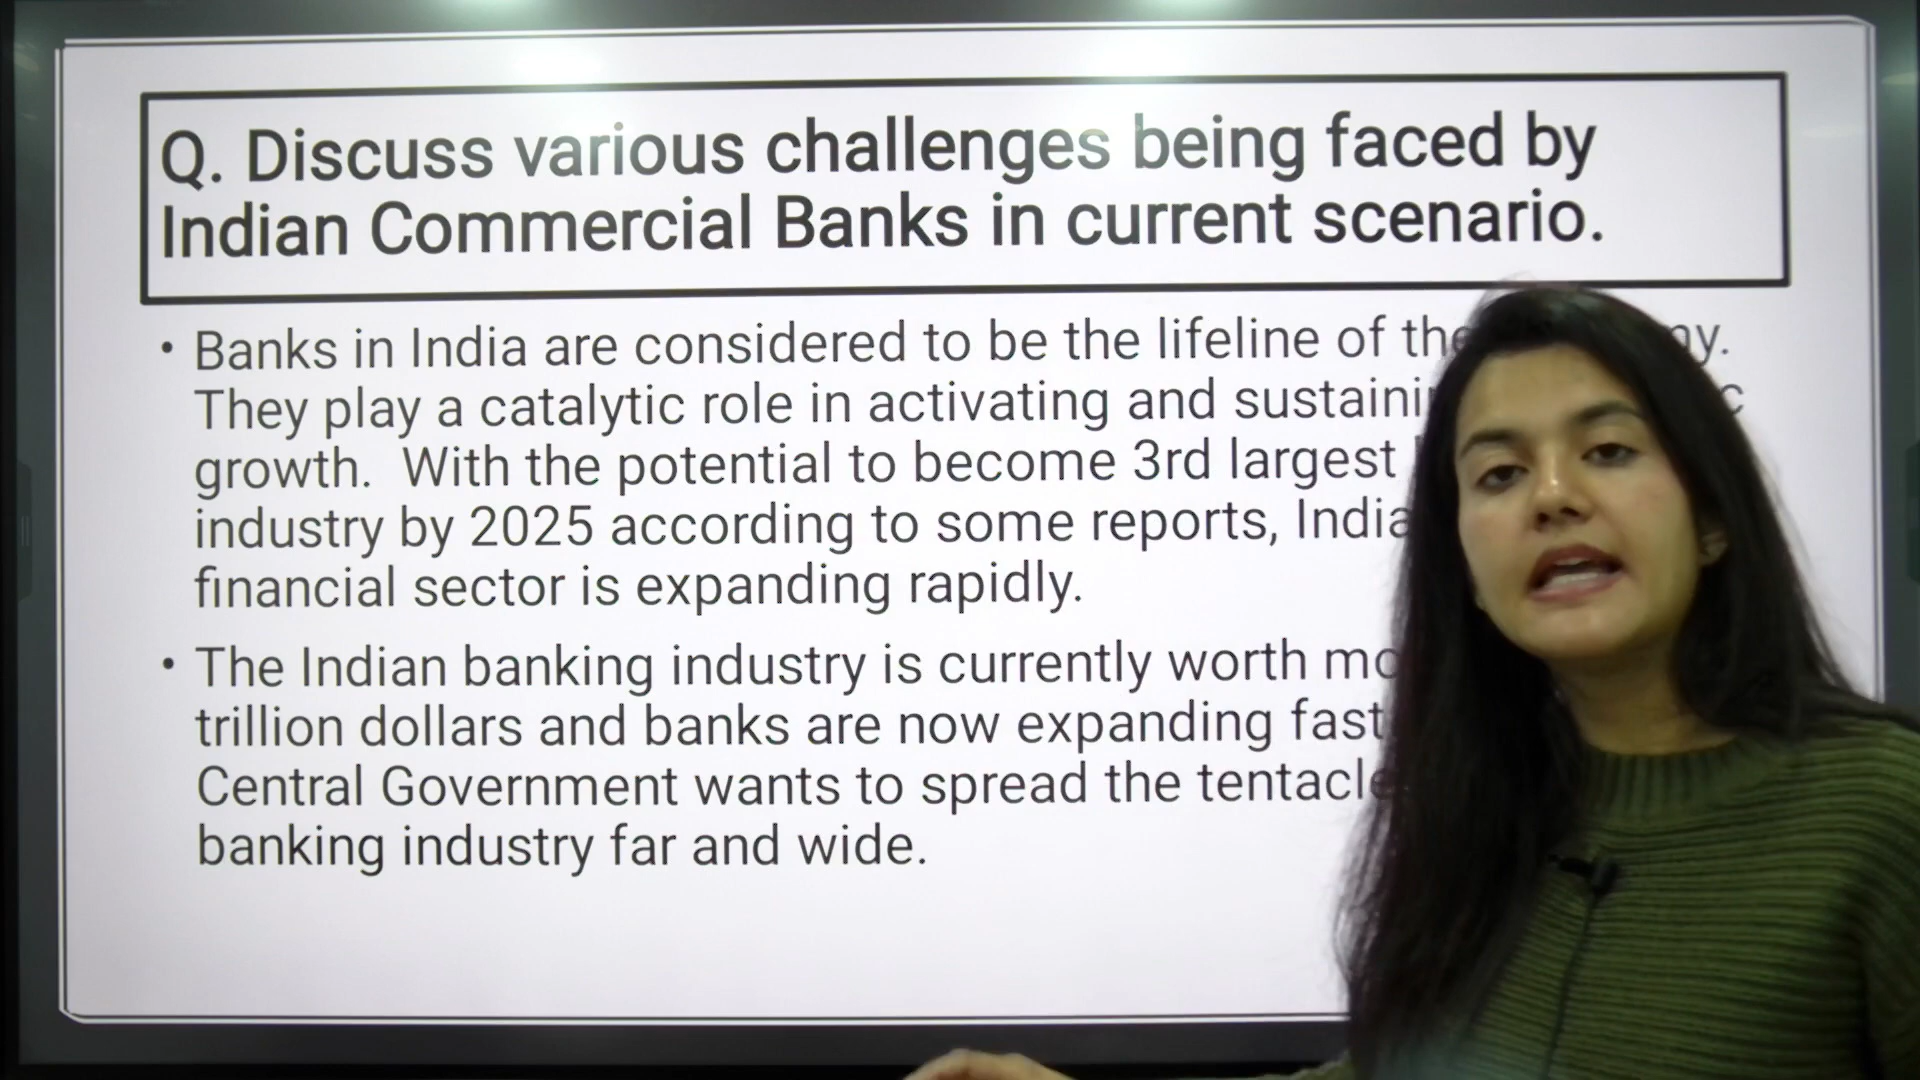 Q. Discuss various challenges being faced by
Indian Commercial Banks in current scenario.
• Banks in India are considered to be the lifeline of the
They play a catalytic role in activating and
growth. With the potential to become 3rd largest
industry by 2025 according to some reports,
financial sector is expanding rapidly.
• The Indian banking industry is currently worth
trillion dollars and banks are now expanding fast
Central Government wants to spread the
banking industry far and wide.